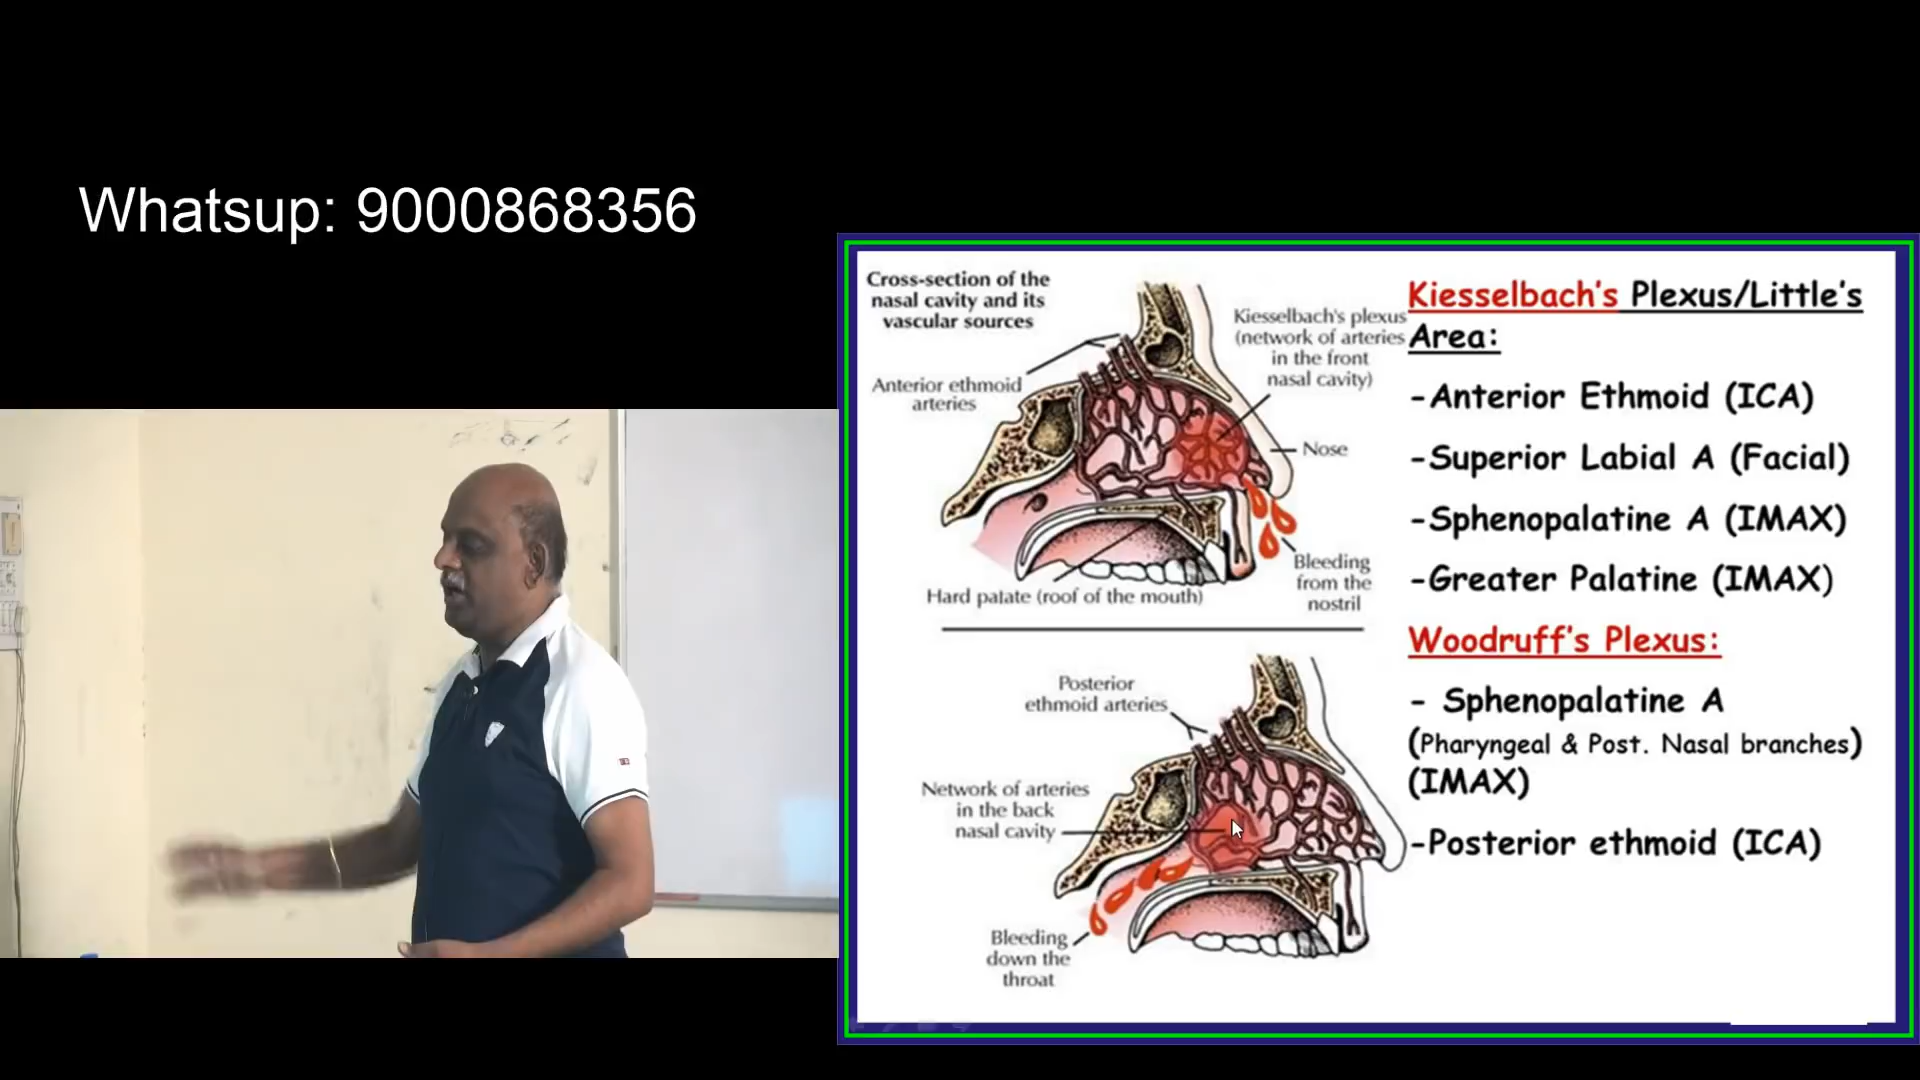 Whatsup: 9000868356
Cross-section of the
nasal cavity and its
vascular sources
Anterior ethmoid
arteries
Kiesselbach's plexus
(network of arteries
in the front
nasal cavity)
Nose
Bleeding
from the
nostril
Hard palate (roof of the mouth)
Posterior
ethmoid arteries
Network of arteries
in the back
nasal cavity
Bleeding
down the
throat
Kiesselbach's Plexus/Little's
Area:
-Anterior Ethmoid (ICA)
-Superior Labial A (Facial)
-Sphenopalatine A (IMAX)
-Greater Palatine (IMAX)
Woodruff's Plexus:
- Sphenopalatine A
(Pharyngeal & Post. Nasal branches)
(IMAX)
-Posterior ethmoid (ICA)